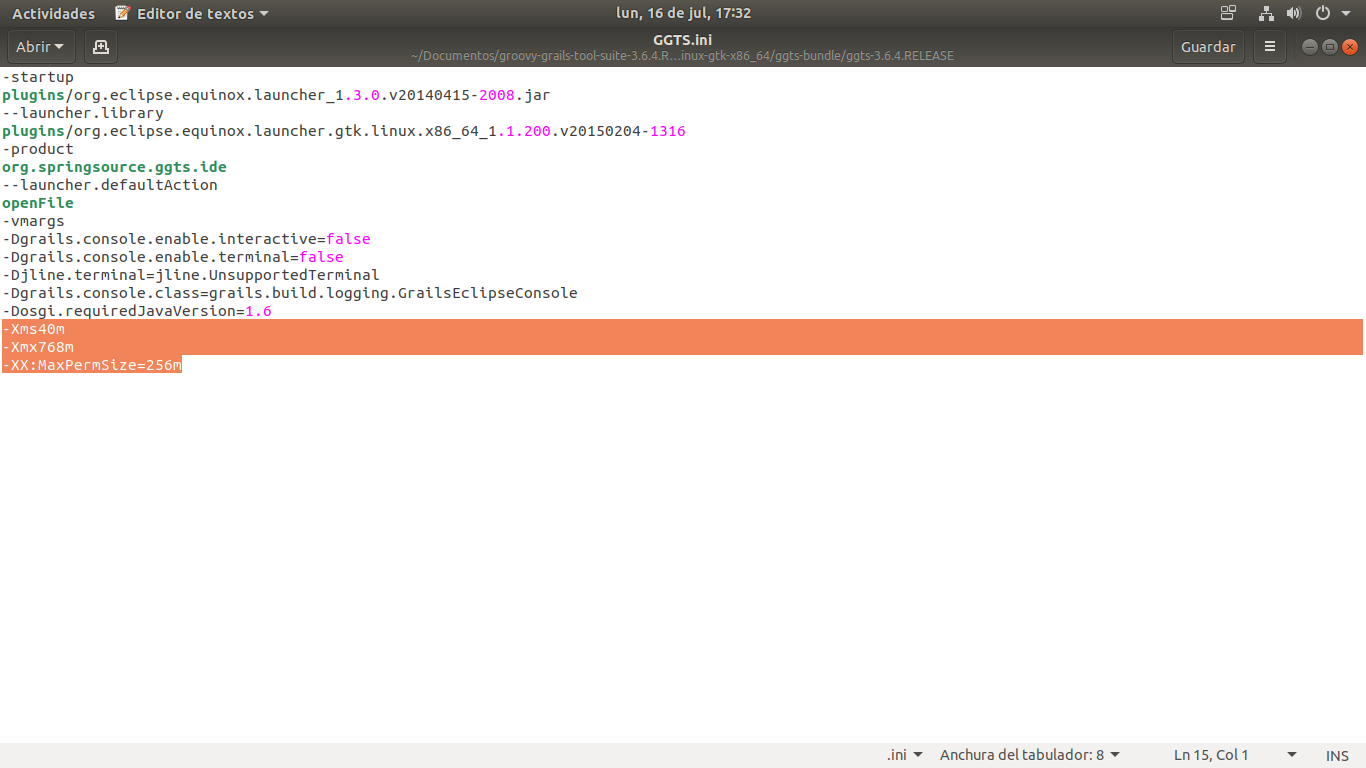 Actividades Editor de textos lun, 16 de jul, 17:32
Abrir GGTS.ini Guardar
~/Documentos/groovy-grails-tool-suite-3.6.4.R…inux-gtk-x86_64/ggts-bundle/ggts-3.6.4.RELEASE
-startup
plugins/org.eclipse.equinox.launcher_1.3.0.v20140415-2008.jar
--launcher.library
plugins/org.eclipse.equinox.launcher.gtk.linux.x86_64_1.1.200.v20150204-1316
-product
org.springsource.ggts.ide
--launcher.defaultAction
openFile
-vmargs
-Dgrails.console.enable.interactive=false
-Dgrails.console.enable.terminal=false
-Djline.terminal=jline.UnsupportedTerminal
-Dgrails.console.class=grails.build.logging.GrailsEclipseConsole
-Dosgi.requiredJavaVersion=1.6
-Xms40m
-Xmx768m
-XX:MaxPermSize=256m
.ini Anchura del tabulador: 8 Ln 15, Col 1 INS